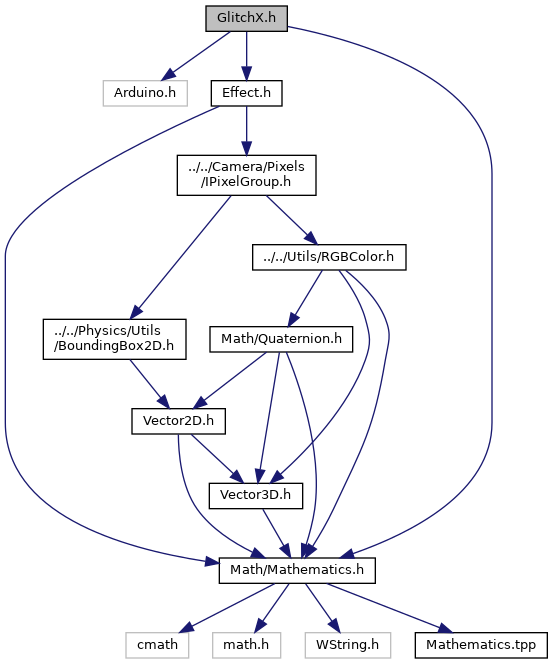 GlitchX.h
Arduino.h
Effect.h
../../Camera/Pixels
/IPixelGroup.h
../../Utils/RGBColor.h
../../Physics/Utils
/BoundingBox2D.h
Math/Quaternion.h
Vector2D.h
Vector3D.h
Math/Mathematics.h
cmath
math.h
WString.h
Mathematics.tpp